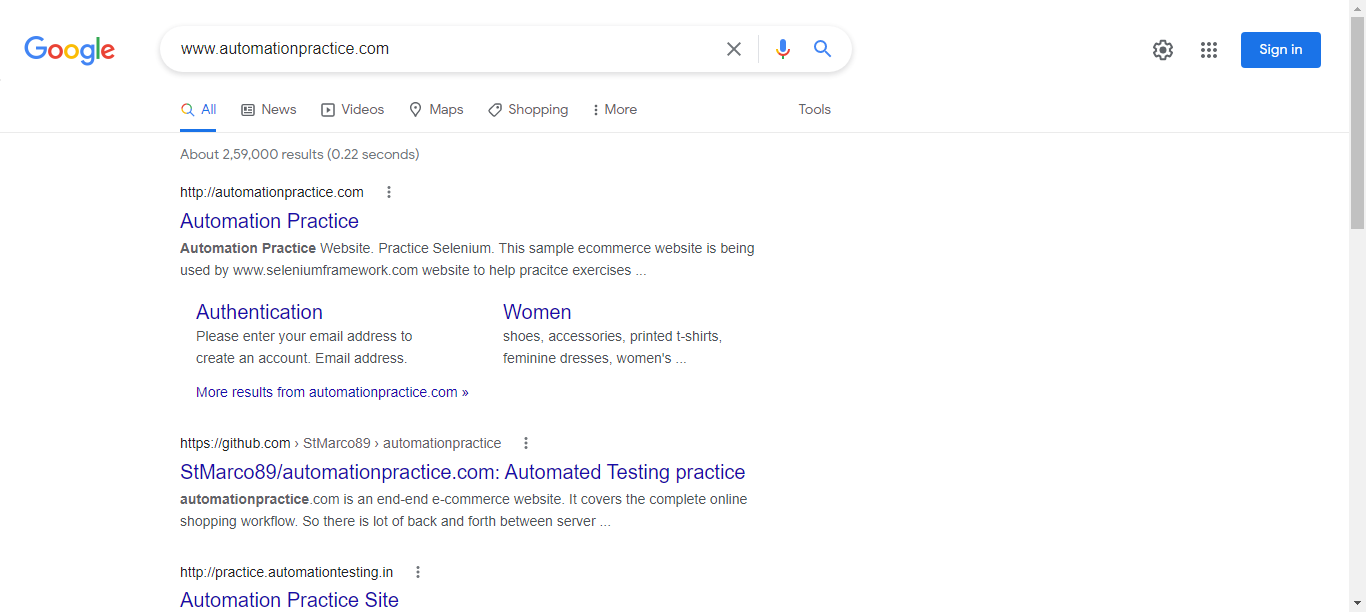 Google
www.automationpractice.com
Sign in
All News Videos Maps Shopping More Tools
About 2,59,000 results (0.22 seconds)
http://automationpractice.com
Automation Practice
Automation Practice Website. Practice Selenium. This sample ecommerce website is being
used by www.seleniumframework.com website to help pracitce exercises ...
Authentication
Please enter your email address to
create an account. Email address.
Women
shoes, accessories, printed t-shirts,
feminine dresses, women's ...
More results from automationpractice.com »
https://github.com › StMarco89 › automationpractice
StMarco89/automationpractice.com: Automated Testing practice
automationpractice.com is an end-end e-commerce website. It covers the complete online
shopping workflow. So there is lot of back and forth between server ...
http://practice.automationtesting.in
Automation Practice Site